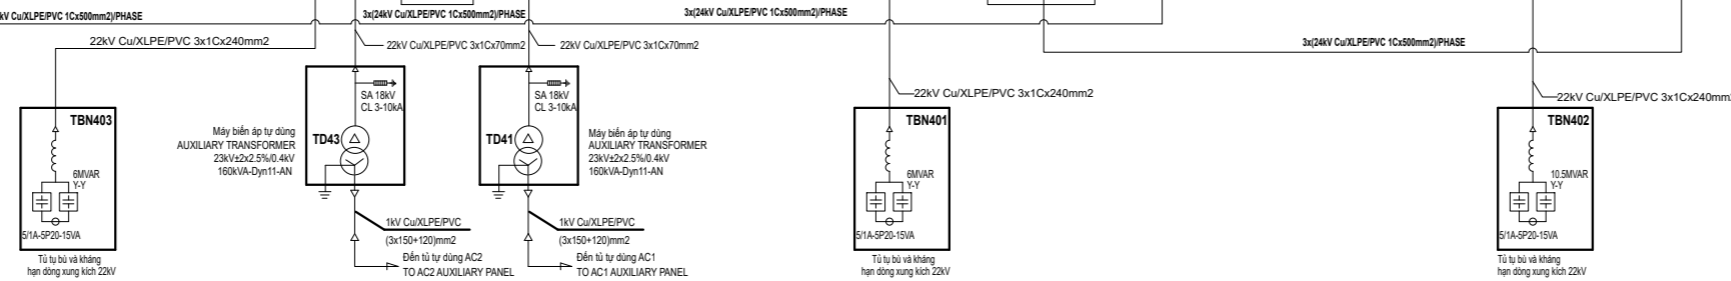 kV Cu/XLPE/PVC 1Cx500mm2)/PHASE
3x(24kV Cu/XLPE/PVC 1Cx500mm2)/PHASE
3x(24kV Cu/XLPE/PVC 1Cx500mm2)/PHASE
3x(24kV Cu/XLPE/PVC 1Cx500mm2)/PHASE
22kV Cu/XLPE/PVC 3x1Cx240mm2
22kV Cu/XLPE/PVC 3x1Cx70mm2
22kV Cu/XLPE/PVC 3x1Cx70mm2
22kV Cu/XLPE/PVC 3x1Cx240mm2
22kV Cu/XLPE/PVC 3x1Cx240mm
TBN403
6MVAR
Y-Y
5/1A-5P20-15VA
Tủ tụ bù và kháng
hạn dòng xung kích 22kV
Máy biến áp tự dùng
AUXILIARY TRANSFORMER
23kV±2x2.5%/0.4kV
160kVA-Dyn11-AN
SA 18kV
CL 3-10kA
TD43
1kV Cu/XLPE/PVC
(3x150+120)mm2
Đến tủ tự dùng AC2
TO AC2 AUXILIARY PANEL
SA 18kV
CL 3-10kA
TD41
Máy biến áp tự dùng
AUXILIARY TRANSFORMER
23kV±2x2.5%/0.4kV
160kVA-Dyn11-AN
1kV Cu/XLPE/PVC
(3x150+120)mm2
Đến tủ tự dùng AC1
TO AC1 AUXILIARY PANEL
TBN401
6MVAR
Y-Y
5/1A-5P20-15VA
Tủ tụ bù và kháng
hạn dòng xung kích 22kV
TBN402
10.5MVAR
Y-Y
5/1A-5P20-15VA
Tủ tụ bù và kháng
hạn dòng xung kích 22kV